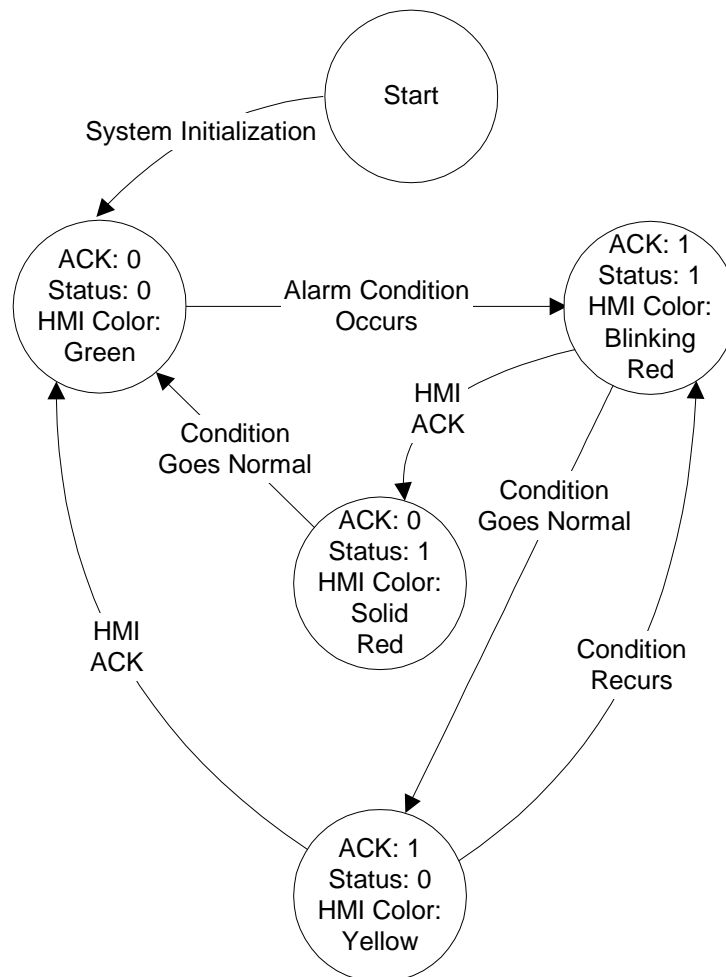 Start
System Initialization
ACK: 0
Status: 0
HMI Color:
Green
Alarm Condition
Occurs
ACK: 1
Status: 1
HMI Color:
Blinking
Red
HMI
ACK
Condition
Goes Normal
Condition
Goes Normal
ACK: 0
Status: 1
HMI Color:
Solid
Red
HMI
ACK
Condition
Recurs
ACK: 1
Status: 0
HMI Color:
Yellow